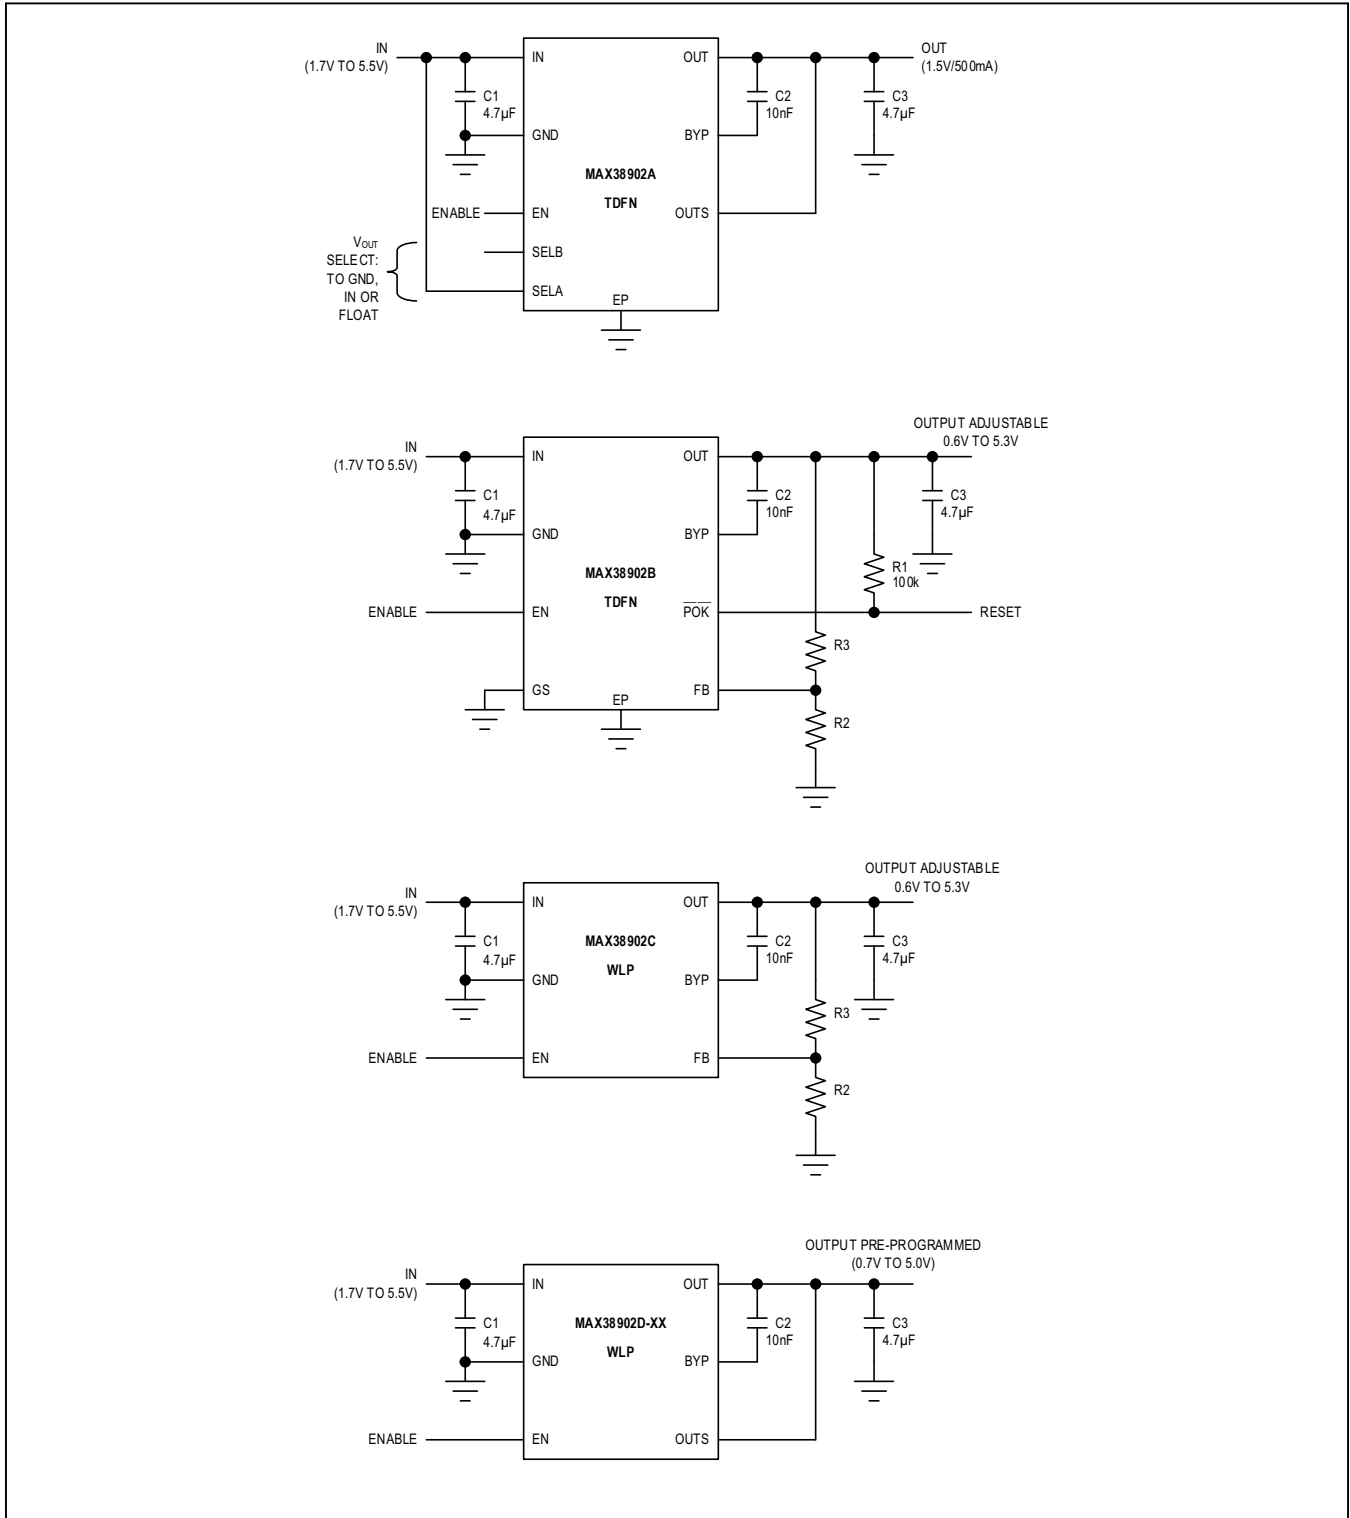 IN
(1.7V TO 5.5V)
IN
OUT
OUT
(1.5V/500mA)
C1
4.7µF
C2
10nF
C3
4.7µF
GND
BYP
MAX38902A
TDFN
ENABLE
EN
OUTS
VOUT
SELECT:
TO GND,
IN OR
FLOAT
SELB
SELA
EP
OUTPUT ADJUSTABLE
0.6V TO 5.3V
IN
(1.7V TO 5.5V)
IN
OUT
C1
4.7µF
C2
10nF
C3
4.7µF
GND
BYP
MAX38902B
TDFN
R1
100k
ENABLE
EN
POK
RESET
R3
GS
FB
EP
R2
OUTPUT ADJUSTABLE
0.6V TO 5.3V
IN
(1.7V TO 5.5V)
IN
OUT
C1
4.7µF
MAX38902C
WLP
C2
10nF
C3
4.7µF
GND
BYP
R3
ENABLE
EN
FB
R2
OUTPUT PRE-PROGRAMMED
(0.7V TO 5.0V)
IN
(1.7V TO 5.5V)
IN
OUT
C1
4.7µF
MAX38902D-XX
WLP
C2
10nF
C3
4.7µF
GND
BYP
ENABLE
EN
OUTS